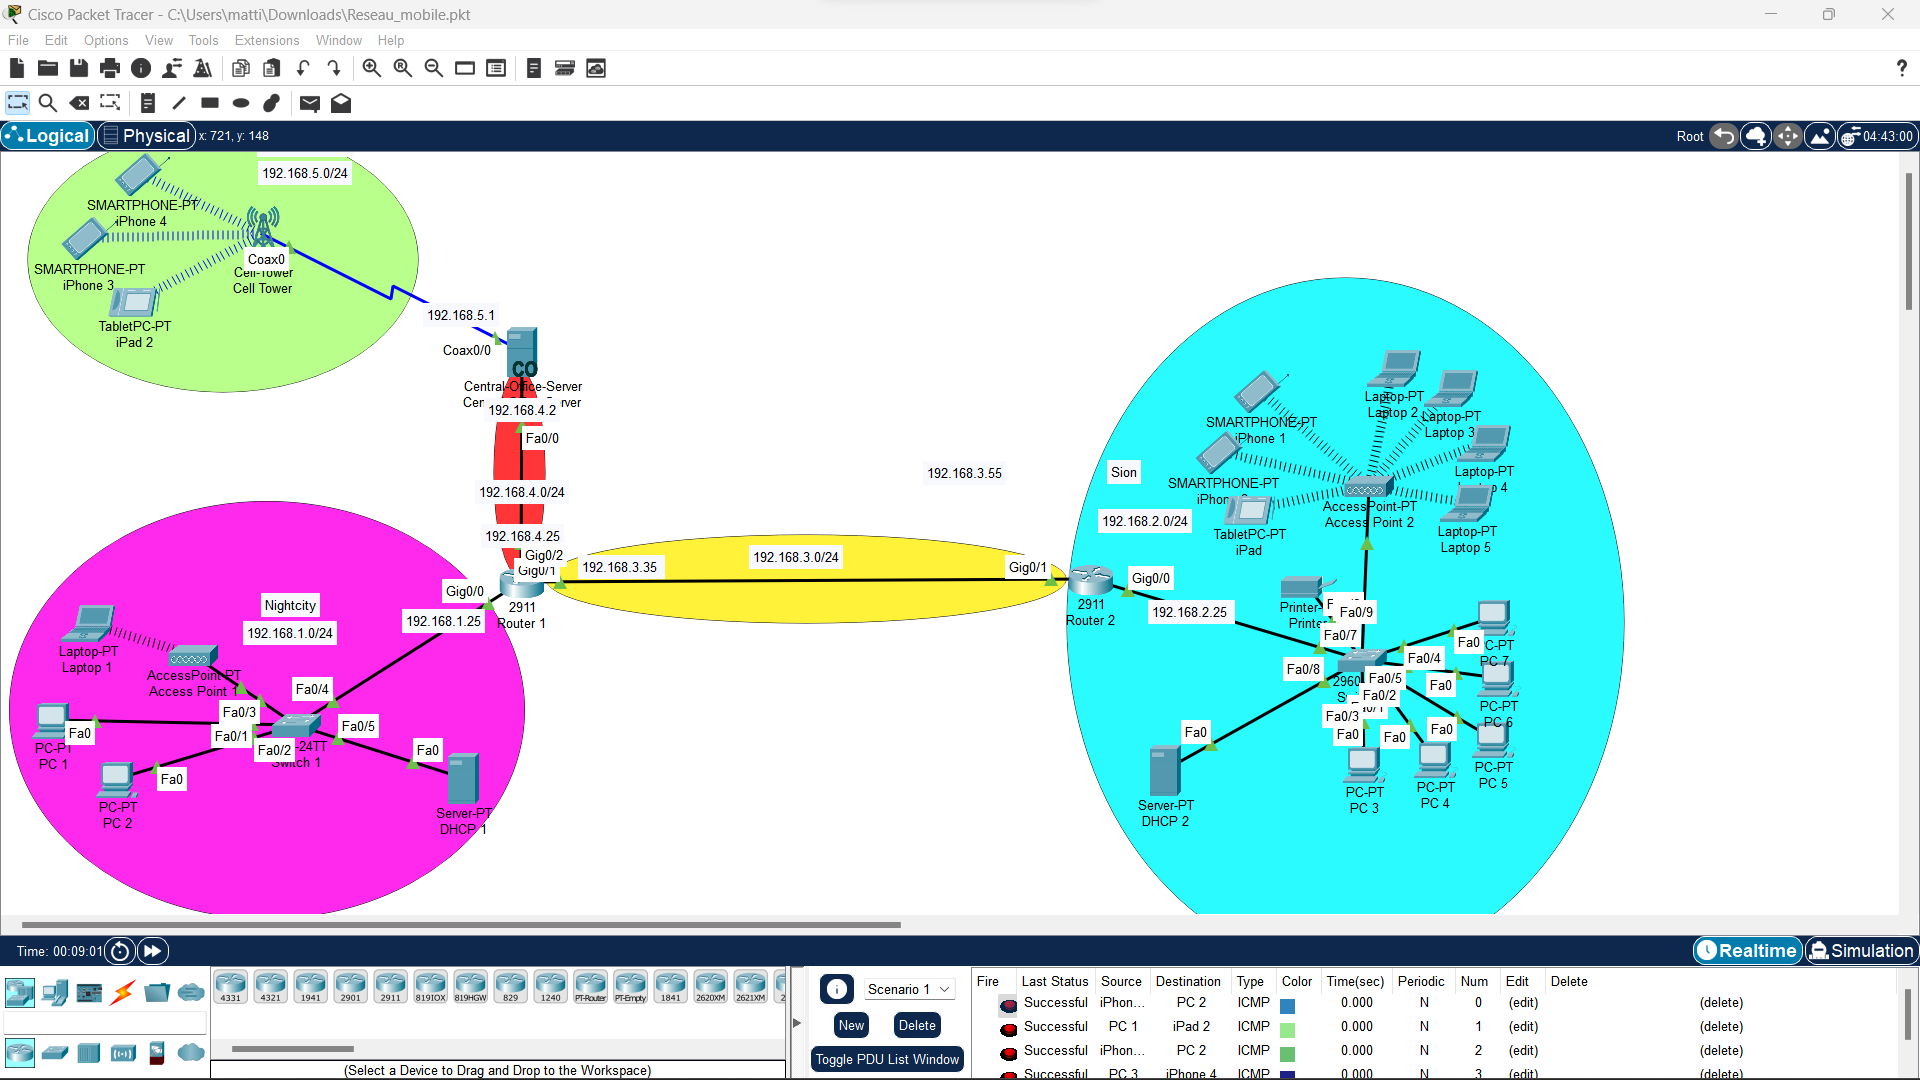 Cisco Packet Tracer - C:\Users\matti\Downloads\Reseau_mobile.pkt
File Edit Options View Tools Extensions Window Help
?
Logical Physical x: 721, y: 148
Root 04:43:00
192.168.5.0/24
SMARTPHONE-PT
iPhone 4
SMARTPHONE-PT
iPhone 3
Coax0
Cell-Tower
Cell Tower
TabletPC-PT
iPad 2
192.168.5.1
Coax0/0
CO
Central-Office-Server
192.168.4.2
Fa0/0
192.168.4.0/24
192.168.4.25
Gig0/2
Gig0/1
192.168.3.35
192.168.3.0/24
192.168.3.55
Gig0/1
Gig0/0
2911
Router 1
192.168.1.25
Nightcity
192.168.1.0/24
Laptop-PT
Laptop 1
AccessPoint-PT
Access Point 1
Fa0/4
Fa0/3
Fa0/5
Fa0/1
Fa0/2
-24TT
Switch 1
Fa0
PC-PT
PC 1
Fa0
PC-PT
PC 2
Fa0
Server-PT
DHCP 1
Sion
192.168.2.0/24
SMARTPHONE-PT
iPhone 1
SMARTPHONE-PT
TabletPC-PT
iPad
Laptop-PT
Laptop 2
Laptop-PT
Laptop 3
Laptop-PT
Laptop-PT
Laptop 5
AccessPoint-PT
Access Point 2
2911
Router 2
Gig0/0
192.168.2.25
Printer-
Printer
Fa0/9
Fa0/7
Fa0/8
Fa0/4
Fa0/5
Fa0/2
Fa0/3
2960
Fa0
PC 7
Fa0
PC-PT
PC 6
Fa0
PC-PT
PC 5
Fa0
PC-PT
PC 4
Fa0
PC-PT
PC 3
Fa0
Server-PT
DHCP 2
Time: 00:09:01
Realtime Simulation
4331 4321 1941 2901 2911 819IOX 819HGW 829 1240 PT-Router PT-Empty 1841 2620XM 2621XM
(Select a Device to Drag and Drop to the Workspace)
Scenario 1
New Delete
Toggle PDU List Window
Fire Last Status Source Destination Type Color Time(sec) Periodic Num Edit Delete
Successful iPhon... PC 2 ICMP 0.000 N 0 (edit) (delete)
Successful PC 1 iPad 2 ICMP 0.000 N 1 (edit) (delete)
Successful iPhon... PC 2 ICMP 0.000 N 2 (edit) (delete)
Successful PC 3 iPhone 4 ICMP 0.000 N 3 (edit) (delete)